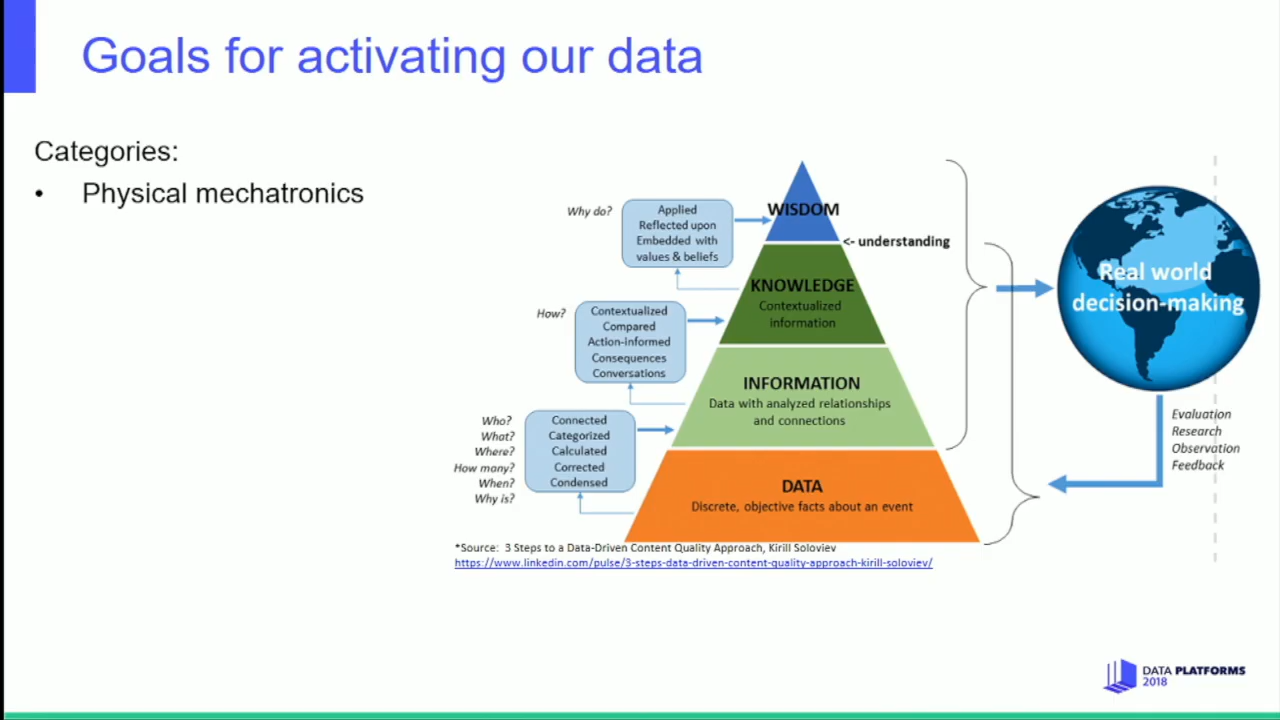 Goals for activating our data
Categories:
• Physical mechatronics
Why do?
Applied
Reflected upon
Embedded with
values & beliefs
WISDOM
<- understanding
How?
Contextualized
Compared
Action-informed
Consequences
Conversations
KNOWLEDGE
Contextualized
information
Who?
What?
Where?
How many?
When?
Why is?
Connected
Categorized
Calculated
Corrected
Condensed
INFORMATION
Data with analyzed relationships
and connections
DATA
Discrete, objective facts about an event
Real world
decision-making
Evaluation
Research
Observation
Feedback
*Source: 3 Steps to a Data-Driven Content Quality Approach, Kirill Soloviev
https://www.linkedin.com/pulse/3-steps-data-driven-content-quality-approach-kirill-soloviev/
DATA PLATFORMS
2018